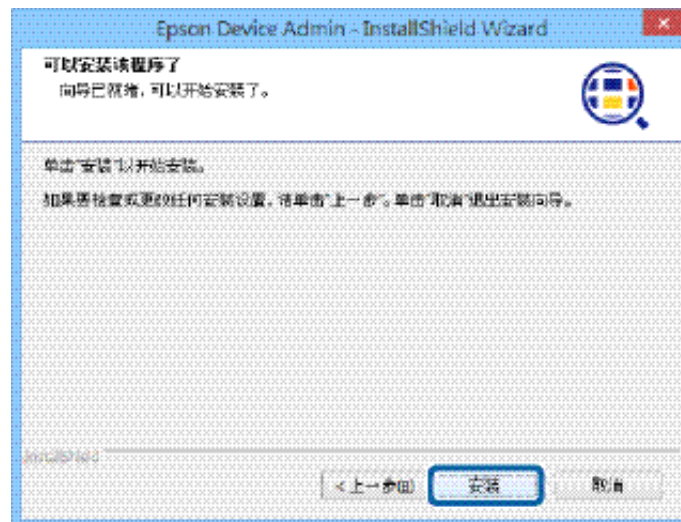 Epson Device Admin - InstallShield Wizard
可以安装该程序了
向导已就绪，可以开始安装了。
单击"安装"以开始安装。
如果要检查或更改任何安装设置，请单击"上一步"。单击"取消"退出安装向导。
InstallShield
<上一步(B) 安装 取消